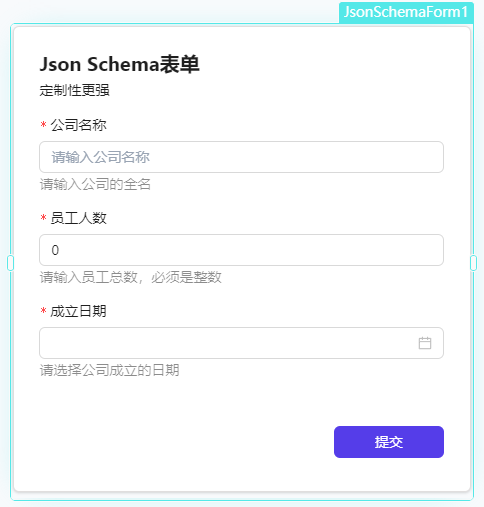 JsonSchemaForm1
Json Schema表单
定制性更强
* 公司名称
请输入公司名称
请输入公司的全名
* 员工人数
0
请输入员工总数，必须是整数
* 成立日期
请选择公司成立的日期
提交